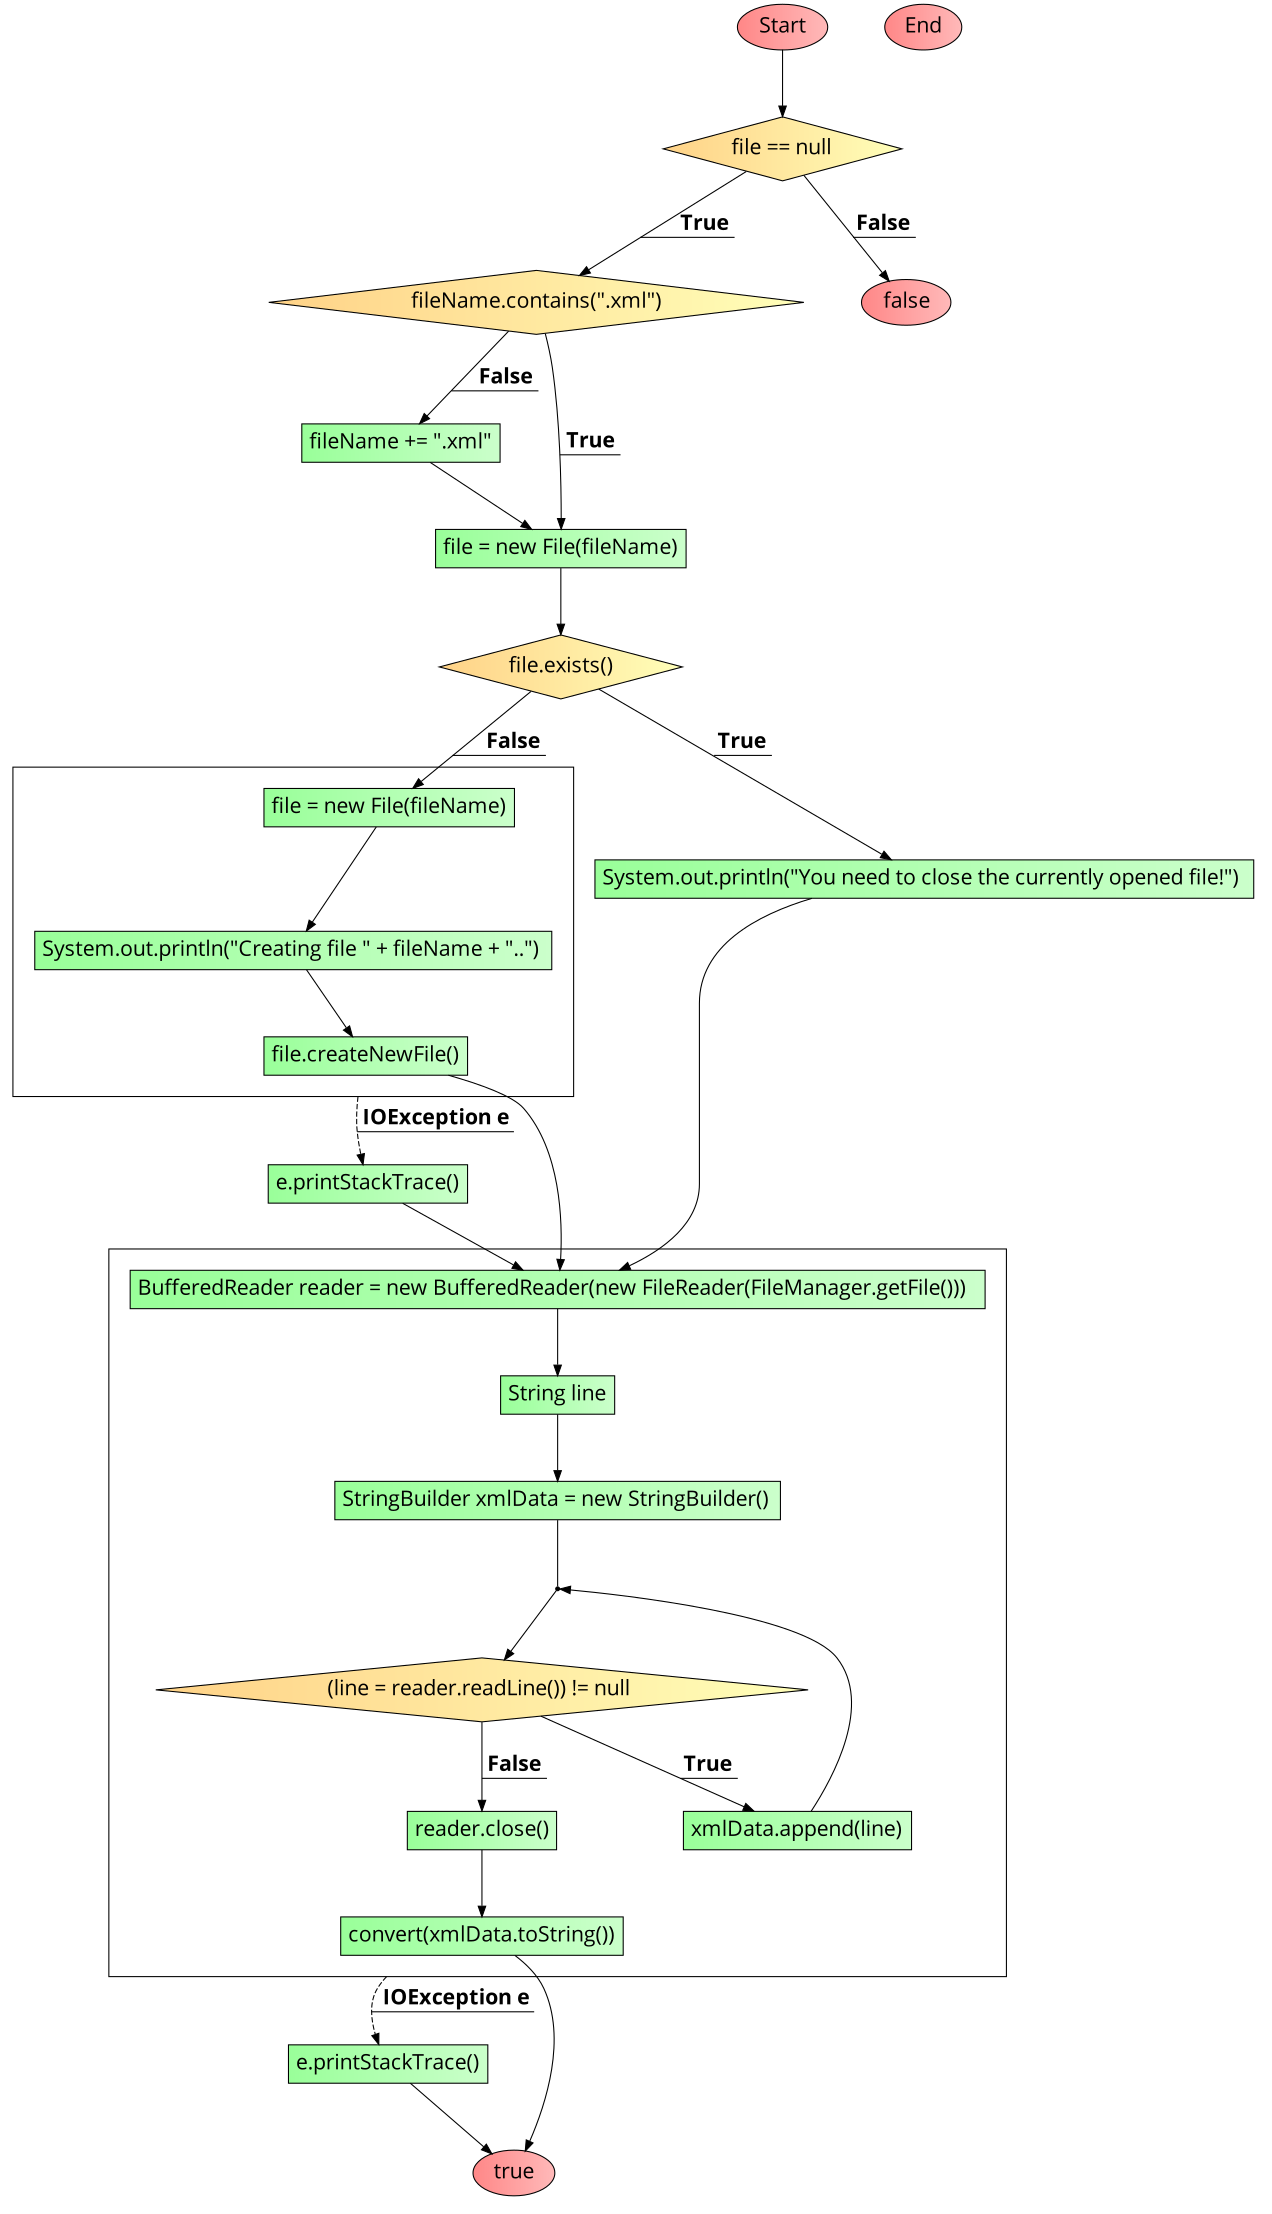 Start
End
file == null
True
False
fileName.contains(".xml")
false
False
fileName += ".xml"
True
file = new File(fileName)
file.exists()
False
True
file = new File(fileName)
System.out.println("You need to close the currently opened file!")
System.out.println("Creating file " + fileName + "..")
file.createNewFile()
IOException e
e.printStackTrace()
BufferedReader reader = new BufferedReader(new FileReader(FileManager.getFile()))
String line
StringBuilder xmlData = new StringBuilder()
(line = reader.readLine()) != null
False
True
reader.close()
xmlData.append(line)
convert(xmlData.toString())
IOException e
e.printStackTrace()
true